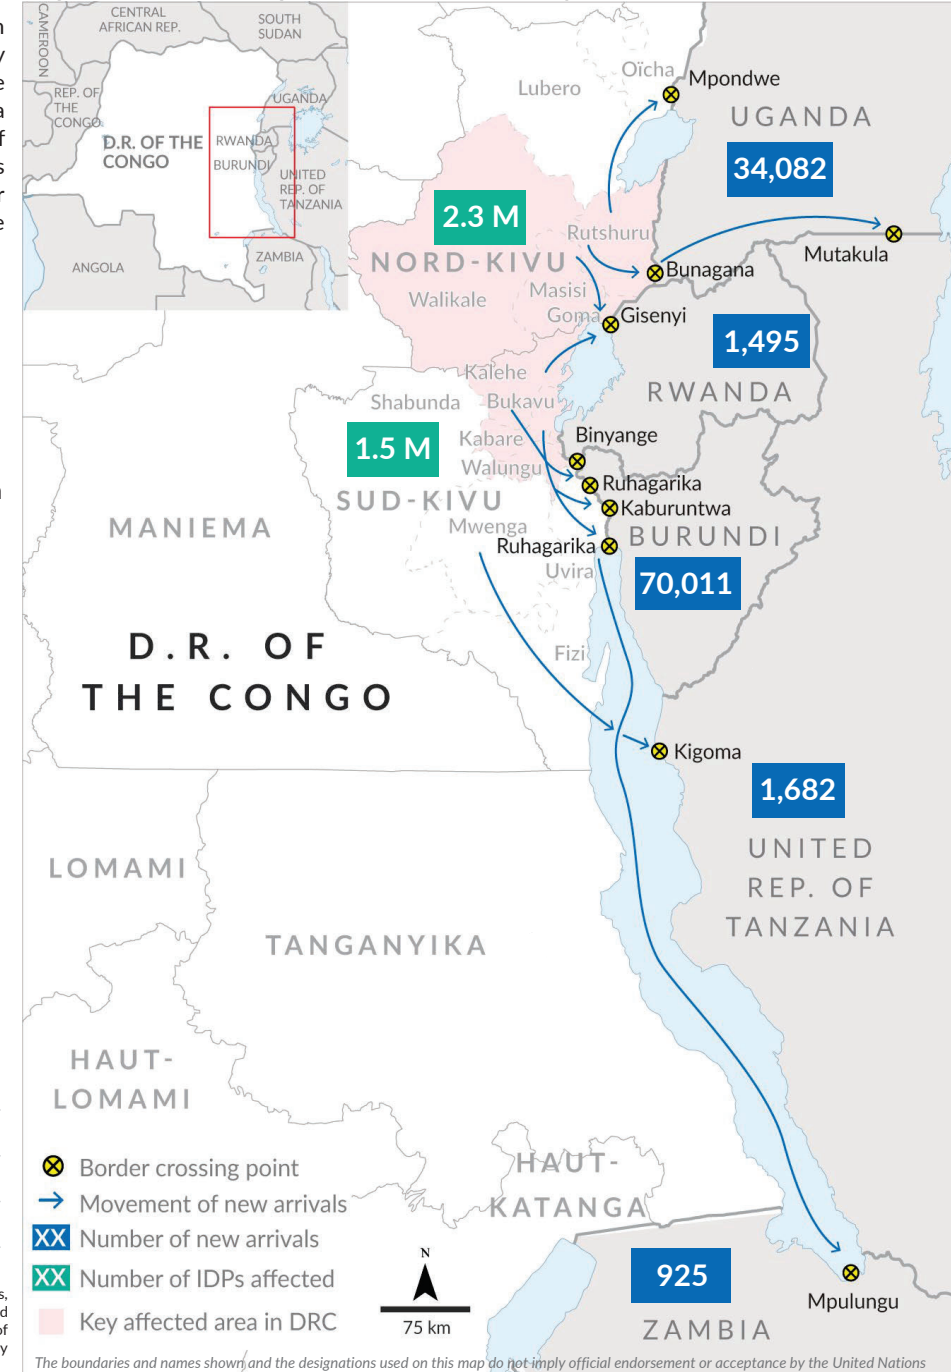 CAMEROON
CENTRAL
AFRICAN REP.
SOUTH
SUDAN
REP. OF
THE
CONGO
UGANDA
D.R. OF THE
CONGO
RWANDA
BURUNDI
UNITED
REP. OF
TANZANIA
ANGOLA
ZAMBIA
Oïcha
Mpondwe
Lubero
UGANDA
34,082
2.3 M
Rutshuru
NORD-KIVU
Mutakula
Bunagana
Walikale
Masisi
Goma
Gisenyi
1,495
RWANDA
Kalehe
Shabunda
Bukavu
1.5 M
Kabare
Binyange
Walungu
Ruhagarika
SUD-KIVU
Kaburuntwa
MANIEMA
Mwenga
BURUNDI
Ruhagarika
Uvira
70,011
D.R. OF
THE CONGO
Fizi
Kigoma
1,682
UNITED
REP. OF
TANZANIA
LOMAMI
TANGANYIKA
HAUT-
LOMAMI
HAUT-
KATANGA
Border crossing point
Movement of new arrivals
XX Number of new arrivals
XX Number of IDPs affected
Key affected area in DRC
N
75 km
925
Mpulungu
ZAMBIA
The boundaries and names shown and the designations used on this map do not imply official endorsement or acceptance by the United Nations